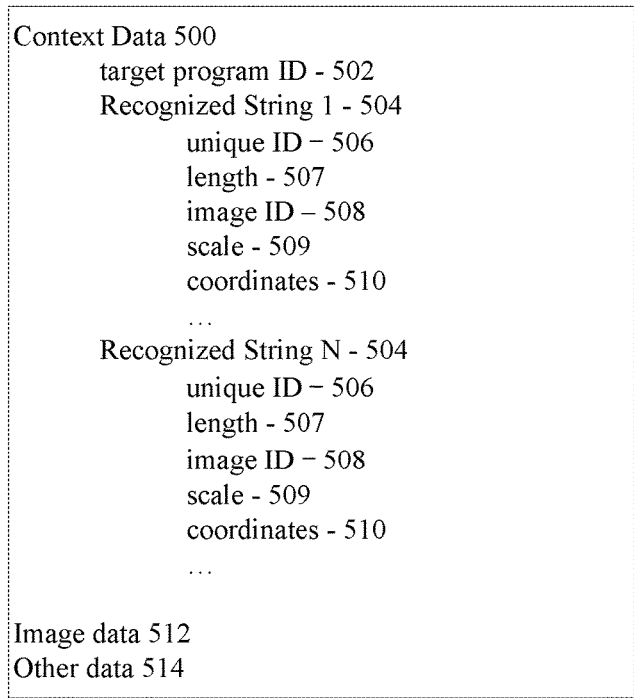 Context Data 500
target program ID - 502
Recognized String 1 - 504
unique ID − 506
length - 507
image ID – 508
scale - 509
coordinates - 510
...
Recognized String N - 504
unique ID − 506
length - 507
image ID − 508
scale - 509
coordinates - 510
...
Image data 512
Other data 514